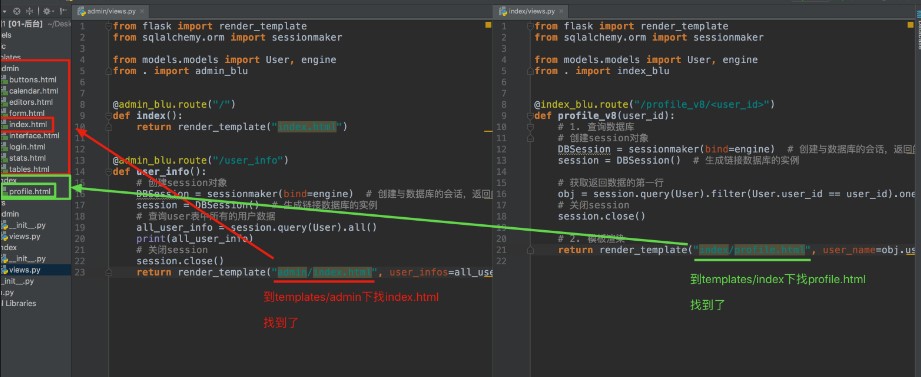 admin/views.py
index/views.py
[01-后台]
admin
buttons.html
calendar.html
editors.html
form.html
index.html
interface.html
login.html
stats.html
tables.html
index
profile.html
admin
__init__.py
views.py
index
__init__.py
views.py
Libraries
1 from flask import render_template
2 from sqlalchemy.orm import sessionmaker
3
4 from models.models import User, engine
5 from . import admin_blu
6
7
8 @admin_blu.route("/")
9 def index():
10 return render_template("index.html")
11
12
13 @admin_blu.route("/user_info")
14 def user_info():
15 # 创建session对象
16 DBSession = sessionmaker(bind=engine) # 创建与数据库的会话，返回
17 session = DBSession() # 生成链接数据库的实例
18 # 查询user表中所有的用户数据
19 all_user_info = session.query(User).all()
20 print(all_user_info)
21 # 关闭session
22 session.close()
23 return render_template("admin/index.html", user_infos=all_use
到templates/admin下找index.html
找到了
1 from flask import render_template
2 from sqlalchemy.orm import sessionmaker
3
4 from models.models import User, engine
5 from . import index_blu
6
7
8 @index_blu.route("/profile_v8/<user_id>")
9 def profile_v8(user_id):
10 # 1. 查询数据库
11 # 创建session对象
12 DBSession = sessionmaker(bind=engine) # 创建与数据库的会话，返回
13 session = DBSession() # 生成链接数据库的实例
14
15 # 获取返回数据的第一行
16 obj = session.query(User).filter(User.user_id == user_id).one
17 # 关闭session
18 session.close()
19
20 # 2. 模板渲染
21 return render_template("index/profile.html", user_name=obj.us
22
到templates/index下找profile.html
找到了